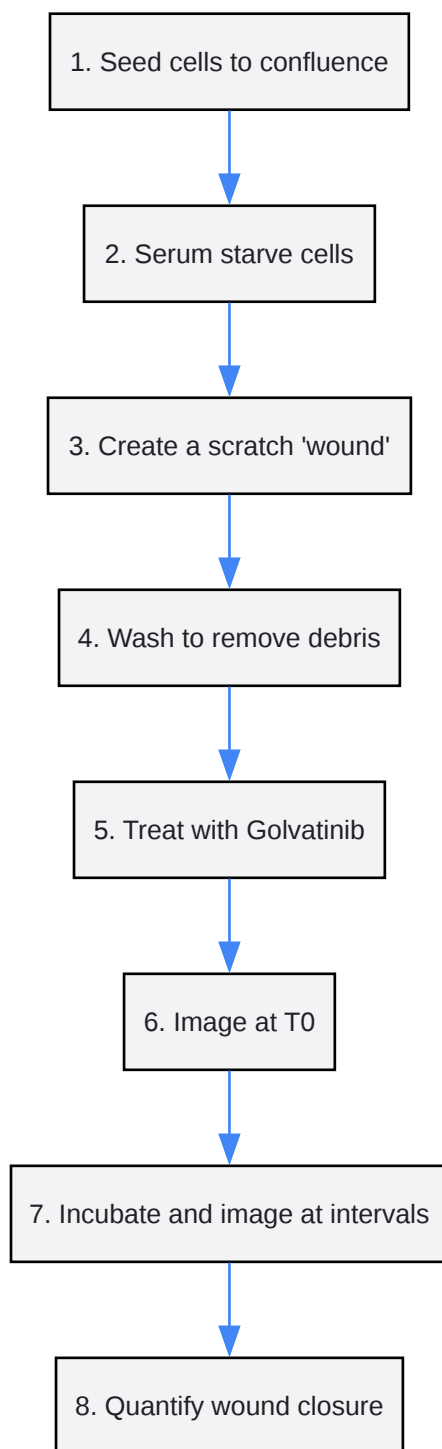 1. Seed cells to confluence
2. Serum starve cells
3. Create a scratch 'wound'
4. Wash to remove debris
5. Treat with Golvatinib
6. Image at T0
7. Incubate and image at intervals
8. Quantify wound closure